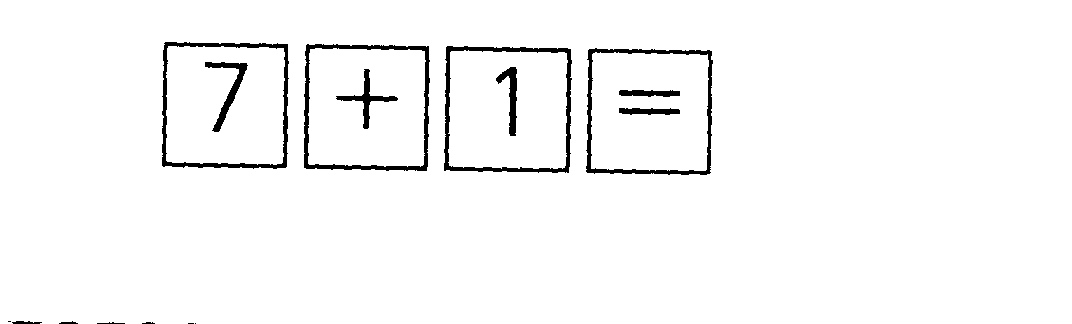 7 + 1 =